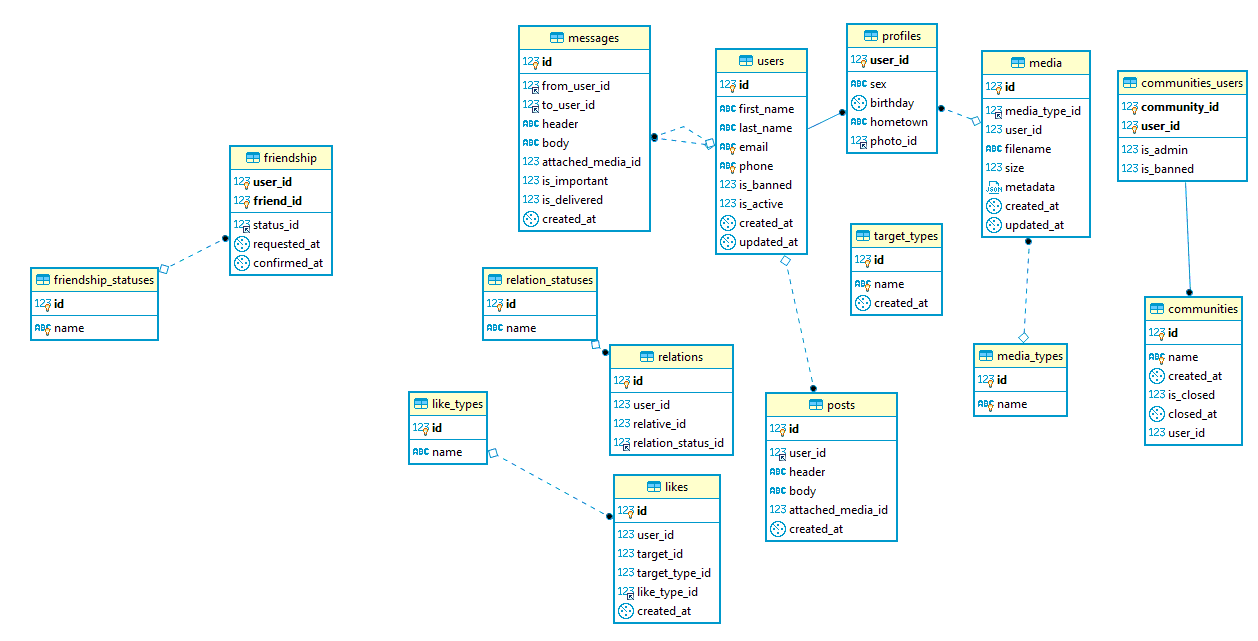 messages
123 id
123 from_user_id
123 to_user_id
ABC header
ABC body
123 attached_media_id
123 is_important
123 is_delivered
created_at
users
123 id
ABC first_name
ABC last_name
ABC email
ABC phone
123 is_banned
123 is_active
created_at
updated_at
profiles
123 user_id
ABC sex
birthday
ABC hometown
123 photo_id
media
123 id
123 media_type_id
123 user_id
ABC filename
123 size
JSON metadata
created_at
updated_at
communities_users
123 community_id
123 user_id
123 is_admin
123 is_banned
friendship
123 user_id
123 friend_id
123 status_id
requested_at
confirmed_at
friendship_statuses
123 id
ABC name
relation_statuses
123 id
ABC name
target_types
123 id
ABC name
created_at
communities
123 id
ABC name
created_at
123 is_closed
closed_at
123 user_id
relations
123 id
123 user_id
123 relative_id
123 relation_status_id
media_types
123 id
ABC name
like_types
123 id
ABC name
posts
123 id
123 user_id
ABC header
ABC body
123 attached_media_id
created_at
likes
123 id
123 user_id
123 target_id
123 target_type_id
123 like_type_id
created_at